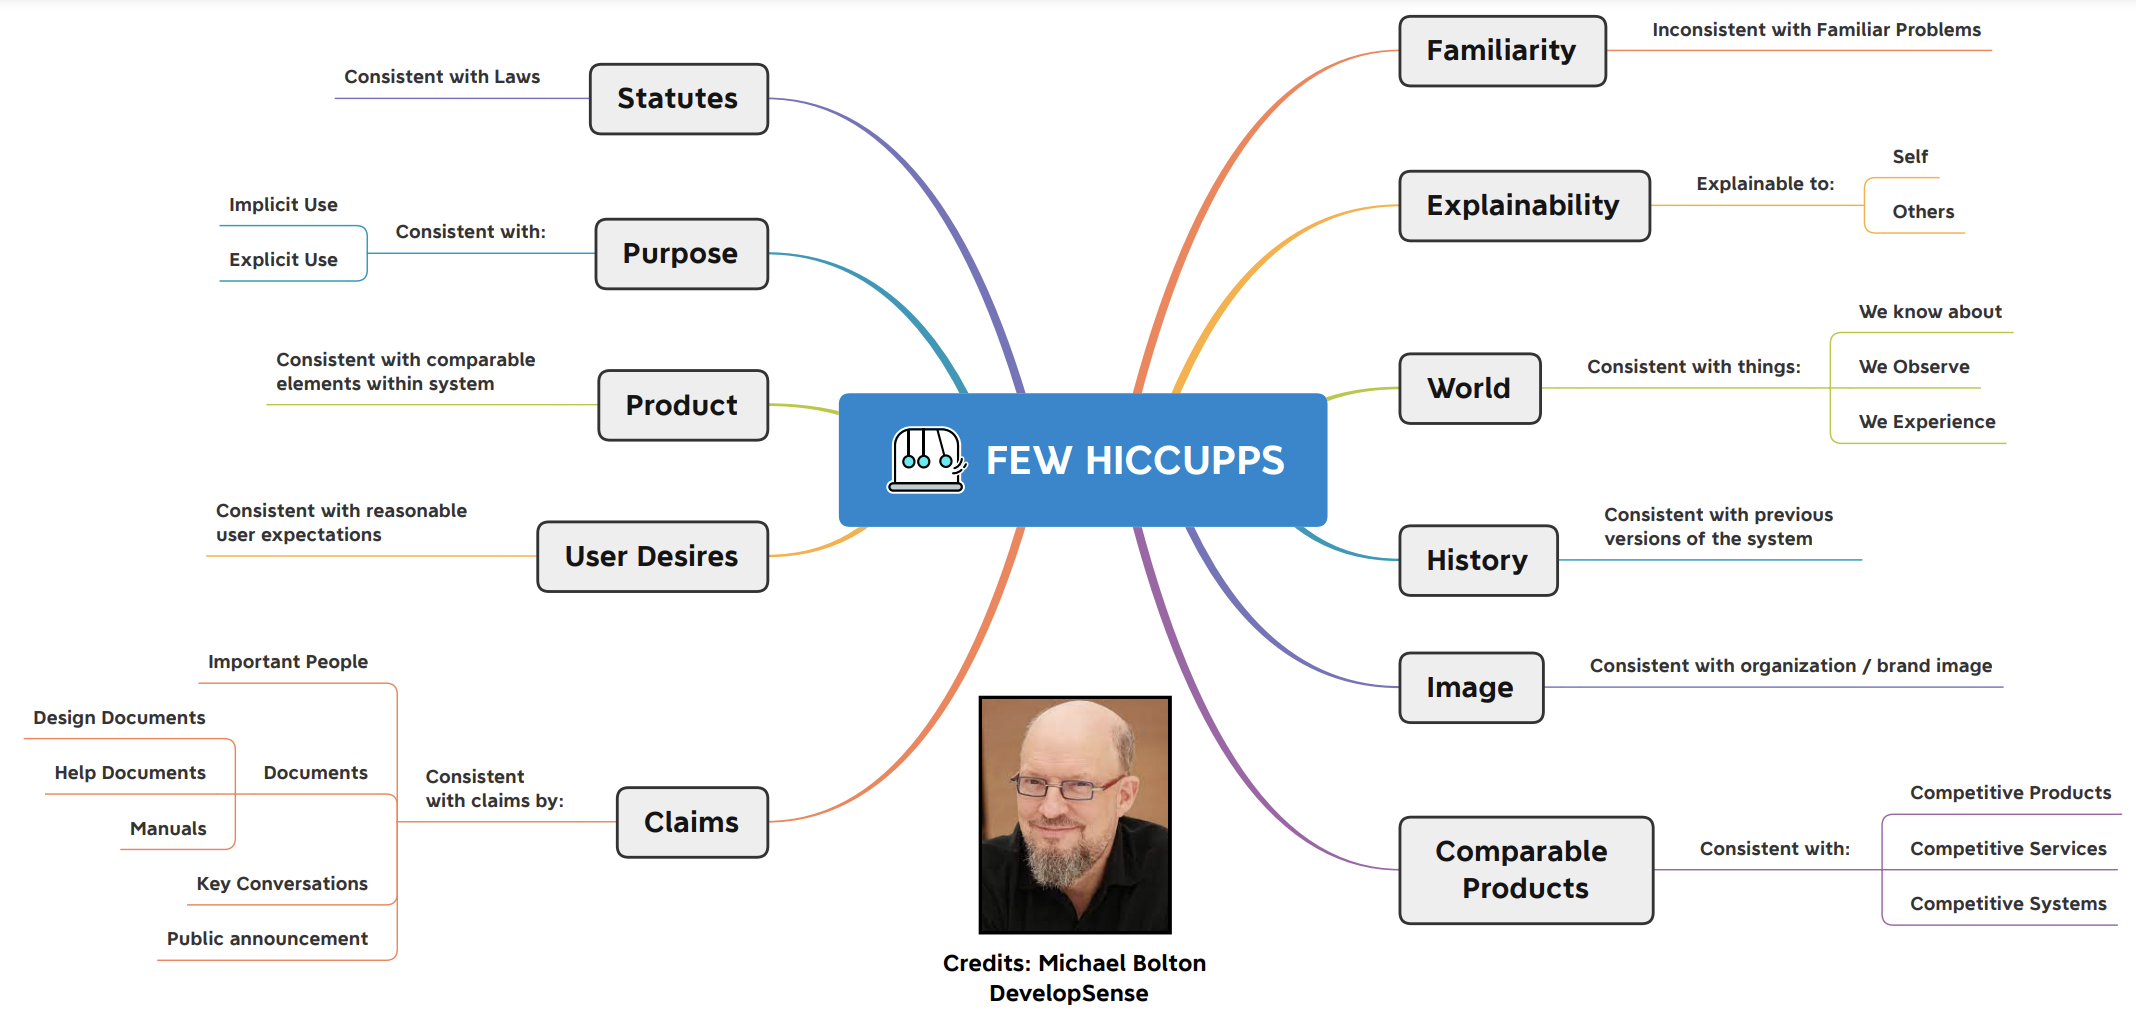 FEW HICCUPPS
Familiarity
Inconsistent with Familiar Problems
Explainability
Explainable to:
Self
Others
World
Consistent with things:
We know about
We Observe
We Experience
History
Consistent with previous
versions of the system
Image
Consistent with organization / brand image
Comparable
Products
Consistent with:
Competitive Products
Competitive Services
Competitive Systems
Statutes
Consistent with Laws
Purpose
Consistent with:
Implicit Use
Explicit Use
Product
Consistent with comparable
elements within system
User Desires
Consistent with reasonable
user expectations
Claims
Consistent
with claims by:
Important People
Documents
Design Documents
Help Documents
Manuals
Key Conversations
Public announcement
Credits: Michael Bolton
DevelopSense